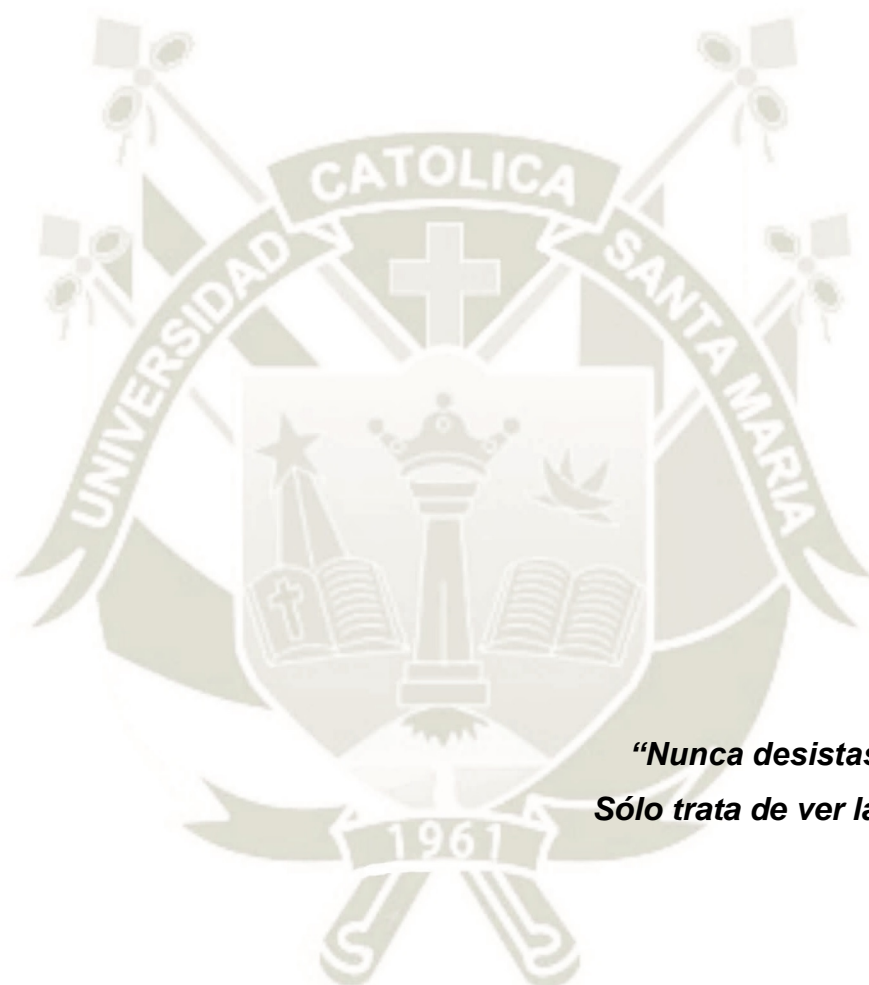 CATOLICA
UNIVERSIDAD
SANTA MARIA
“Nunca desistas
Sólo trata de ver la
1961